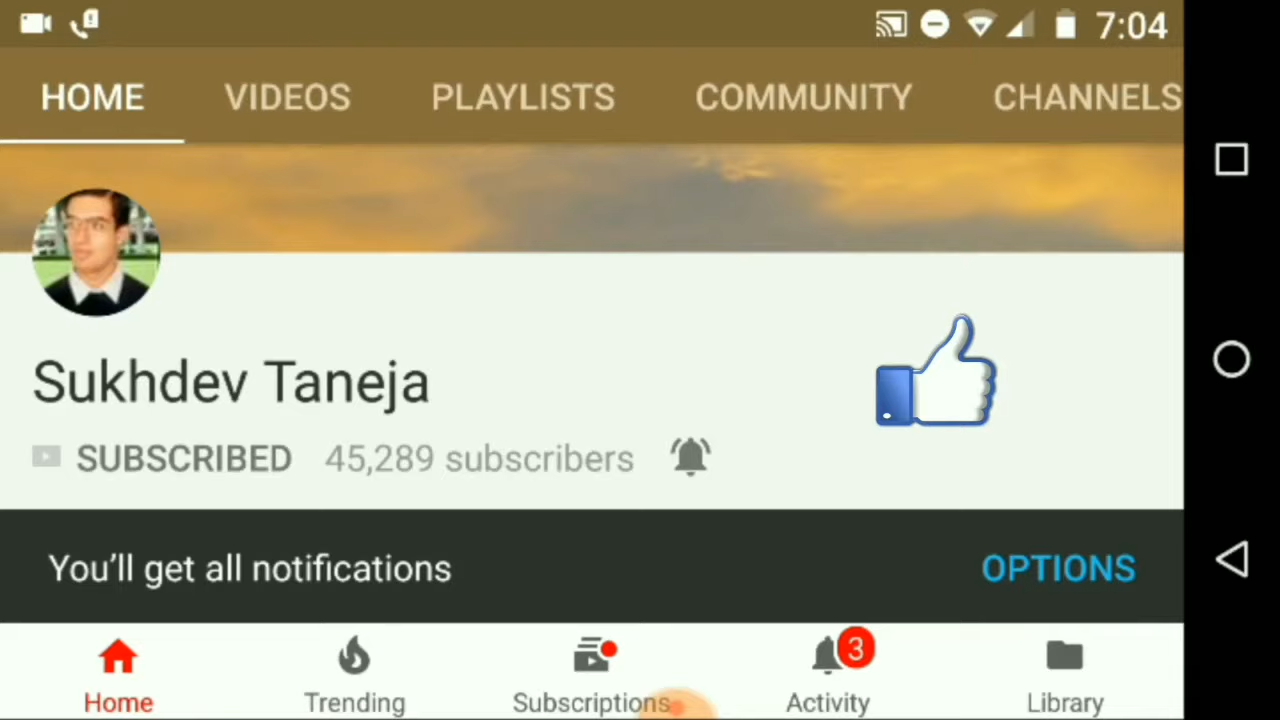 7:04
HOME VIDEOS PLAYLISTS COMMUNITY CHANNELS
Sukhdev Taneja
SUBSCRIBED 45,289 subscribers
You'll get all notifications OPTIONS
3
Home Trending Subscriptions Activity Library